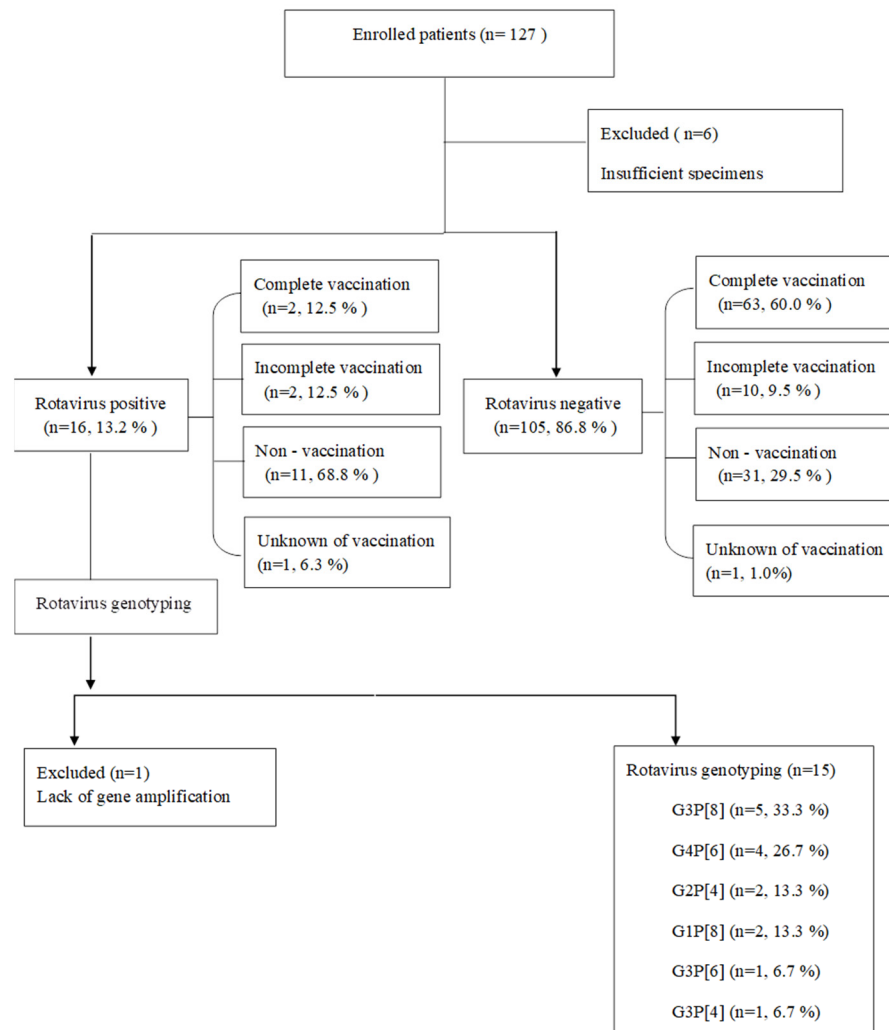 Enrolled patients (n= 127 )
Excluded ( n=6)
Insufficient specimens
Complete vaccination
(n=2, 12.5 % )
Incomplete vaccination
(n=2, 12.5 % )
Rotavirus positive
(n=16, 13.2 % )
Non - vaccination
(n=11, 68.8 % )
Unknown of vaccination
(n=1, 6.3 %)
Complete vaccination
(n=63, 60.0 % )
Incomplete vaccination
(n=10, 9.5 % )
Rotavirus negative
(n=105, 86.8 % )
Non - vaccination
(n=31, 29.5 % )
Unknown of vaccination
(n=1, 1.0%)
Rotavirus genotyping
Excluded (n=1)
Lack of gene amplification
Rotavirus genotyping (n=15)
G3P[8] (n=5, 33.3 %)
G4P[6] (n=4, 26.7 %)
G2P[4] (n=2, 13.3 %)
G1P[8] (n=2, 13.3 %)
G3P[6] (n=1, 6.7 %)
G3P[4] (n=1, 6.7 %)